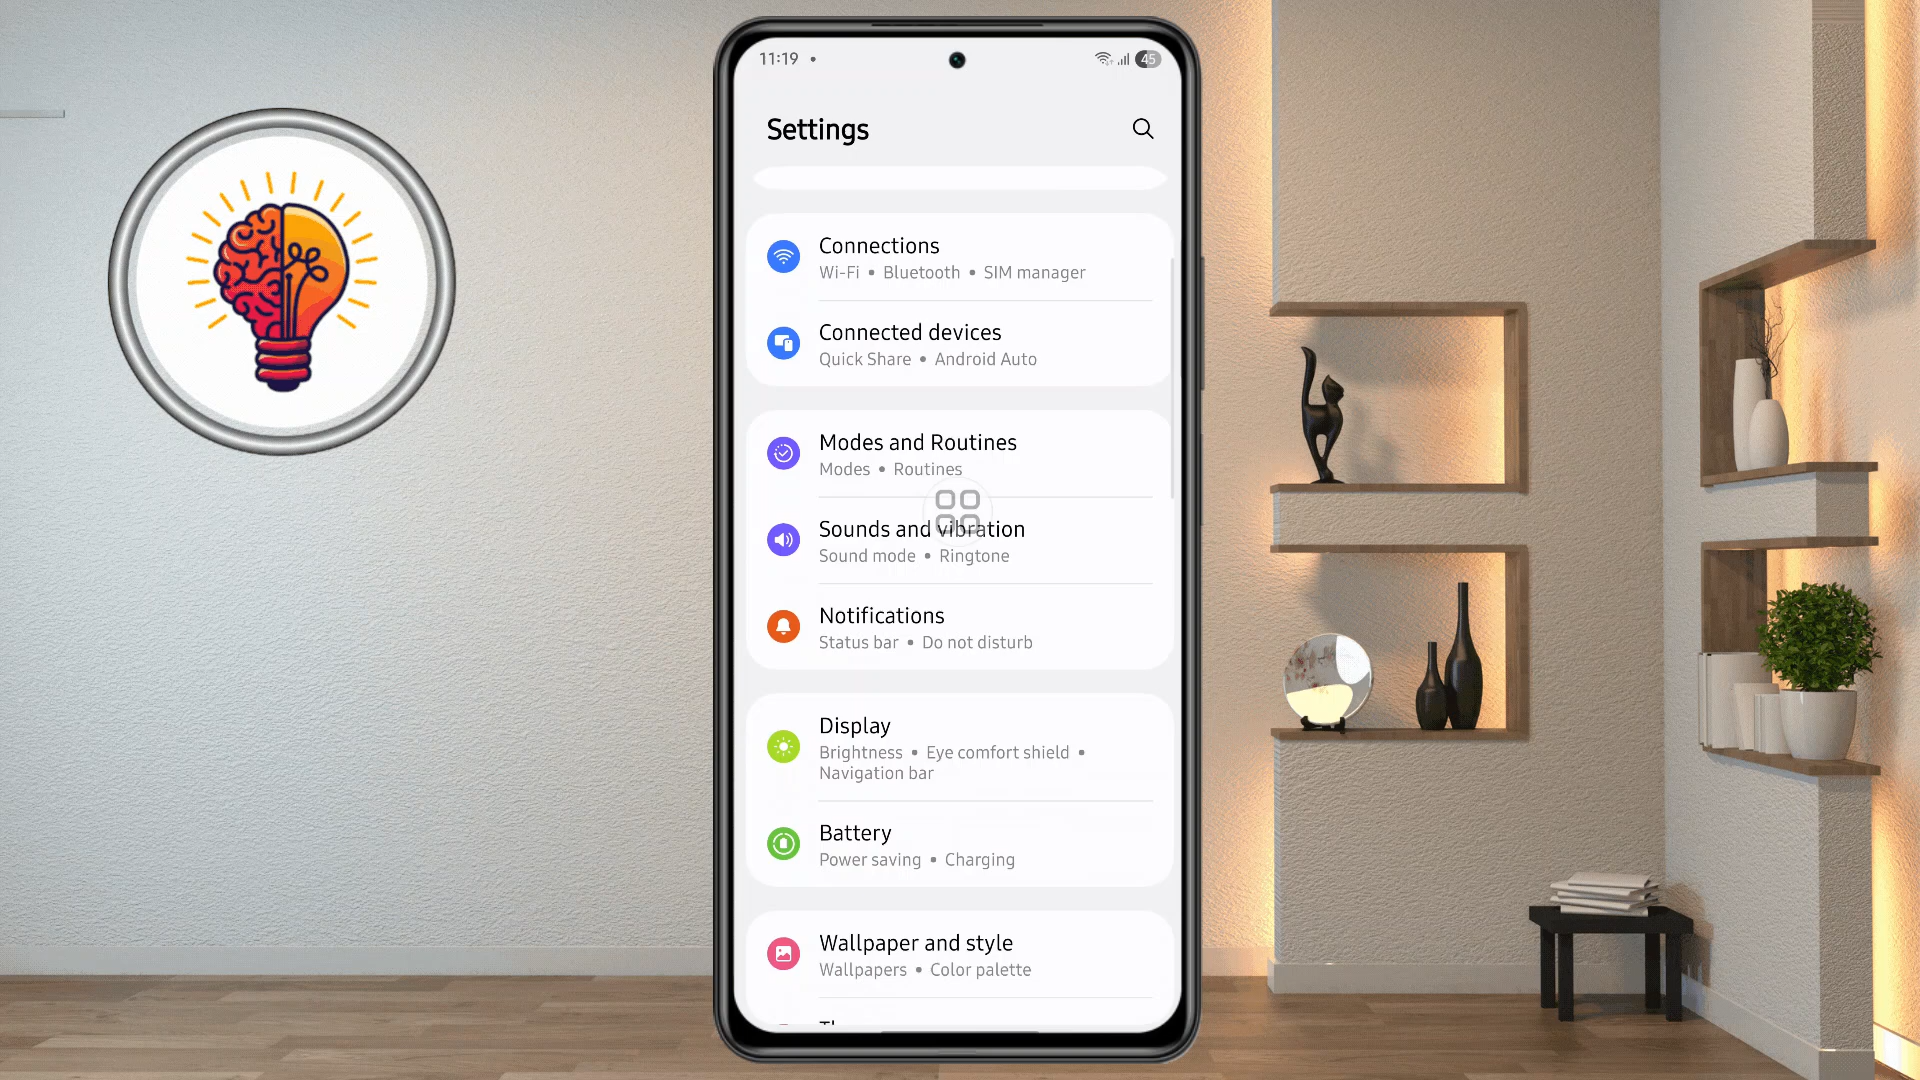 11:19
45
Settings
Connections
Wi-Fi • Bluetooth • SIM manager
Connected devices
Quick Share • Android Auto
Modes and Routines
Modes • Routines
Sounds and vibration
Sound mode • Ringtone
Notifications
Status bar • Do not disturb
Display
Brightness • Eye comfort shield •
Navigation bar
Battery
Power saving • Charging
Wallpaper and style
Wallpapers • Color palette